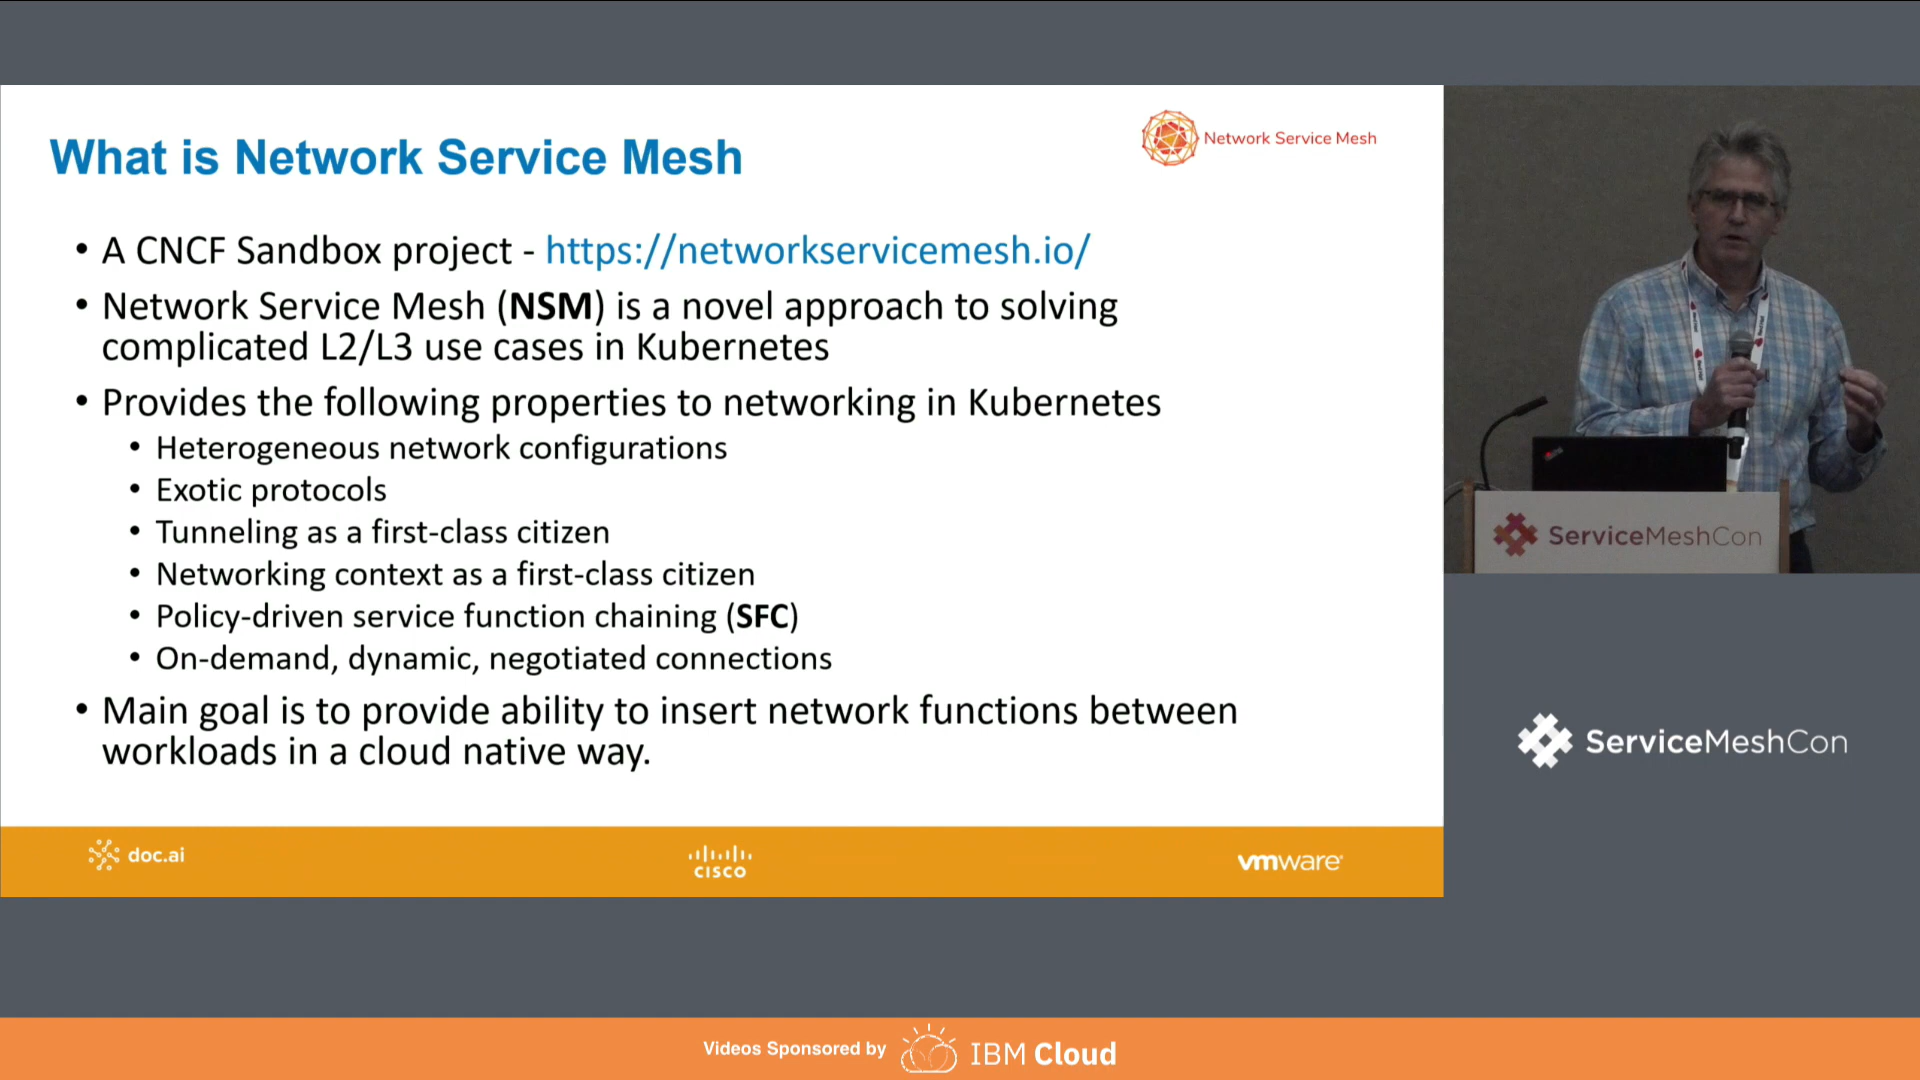 What is Network Service Mesh
Network Service Mesh
• A CNCF Sandbox project - https://networkservicemesh.io/
• Network Service Mesh (NSM) is a novel approach to solving
complicated L2/L3 use cases in Kubernetes
• Provides the following properties to networking in Kubernetes
• Heterogeneous network configurations
• Exotic protocols
• Tunneling as a first-class citizen
• Networking context as a first-class citizen
• Policy-driven service function chaining (SFC)
• On-demand, dynamic, negotiated connections
• Main goal is to provide ability to insert network functions between
workloads in a cloud native way.
doc.ai
CISCO
vmware
ServiceMeshCon
ServiceMeshCon
Videos Sponsored by IBM Cloud